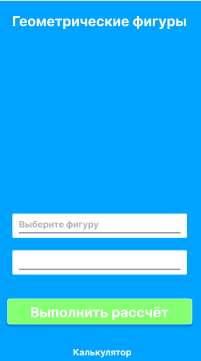 Геометрические фигуры
Выберите фигуру
Выполнить рассчёт
Калькулятор